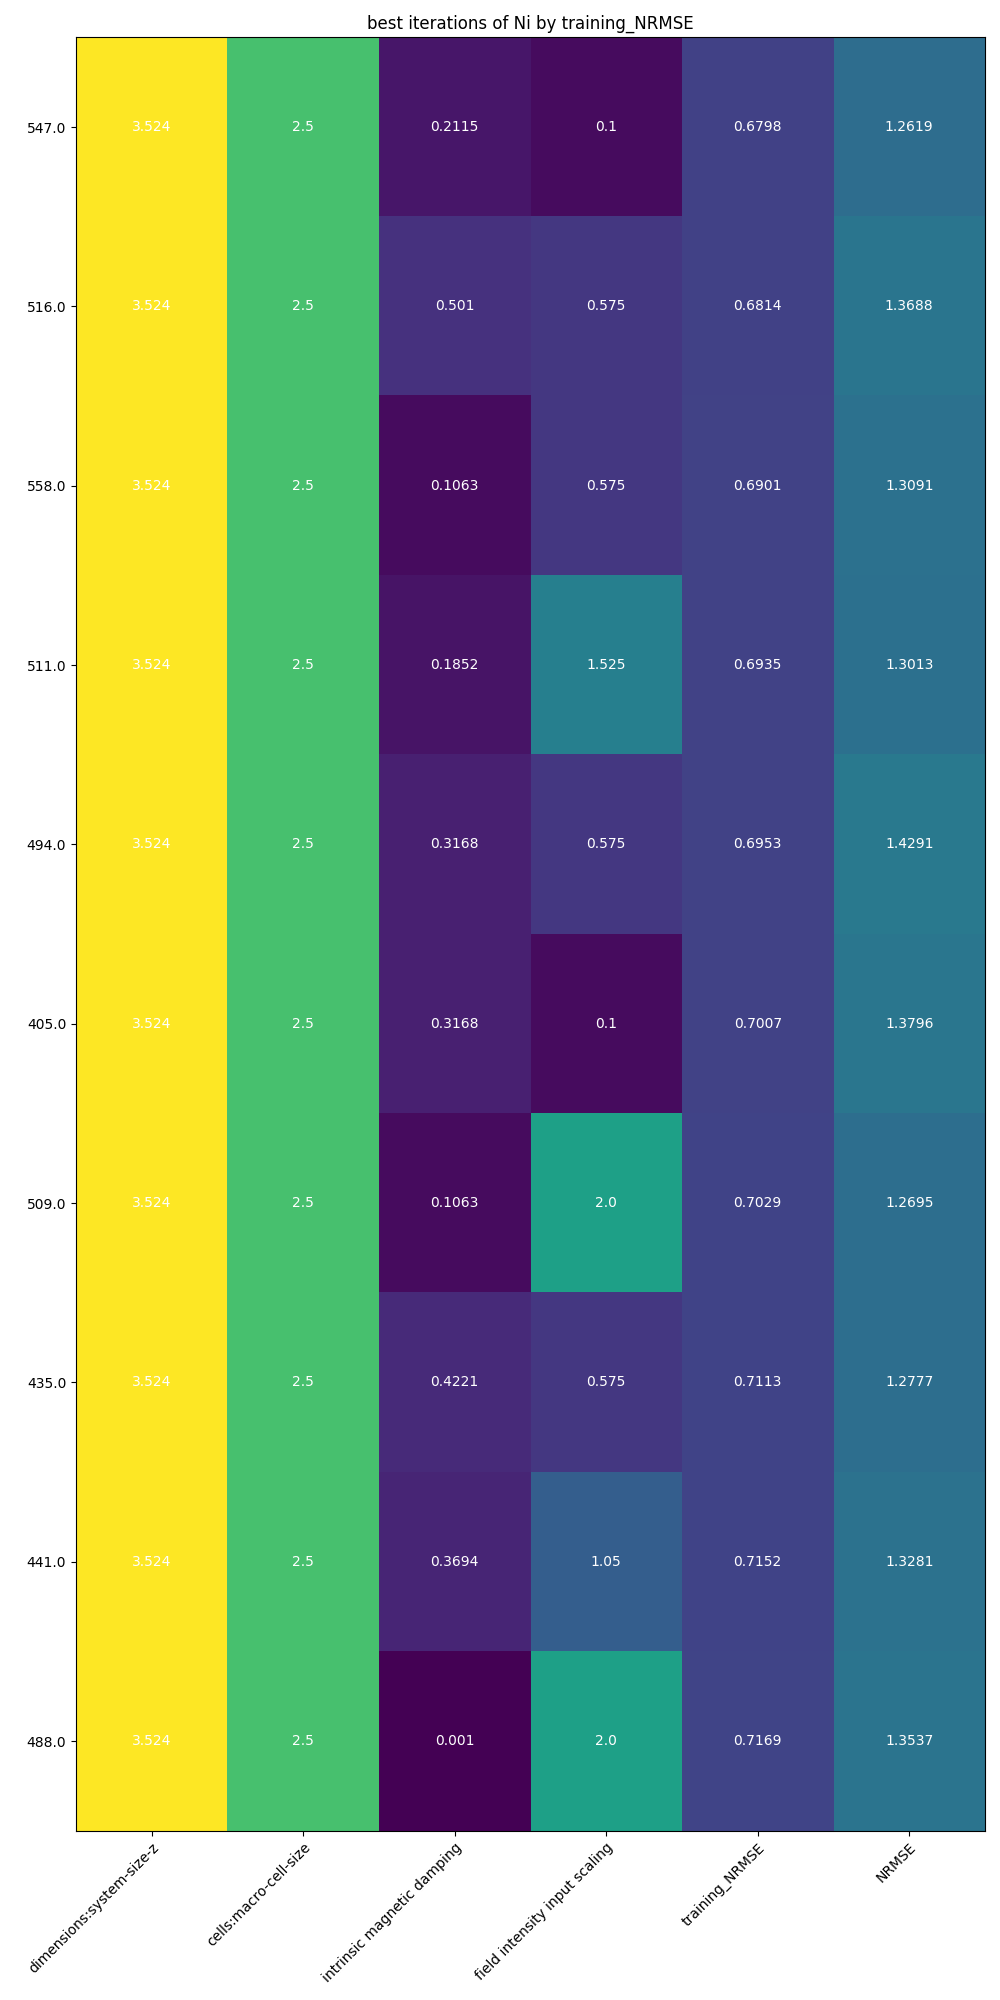 best iterations of Ni by training_NRMSE
547.0 3.524 2.5 0.2115 0.1 0.6798 1.2619
516.0 3.524 2.5 0.501 0.575 0.6814 1.3688
558.0 3.524 2.5 0.1063 0.575 0.6901 1.3091
511.0 3.524 2.5 0.1852 1.525 0.6935 1.3013
494.0 3.524 2.5 0.3168 0.575 0.6953 1.4291
405.0 3.524 2.5 0.3168 0.1 0.7007 1.3796
509.0 3.524 2.5 0.1063 2.0 0.7029 1.2695
435.0 3.524 2.5 0.4221 0.575 0.7113 1.2777
441.0 3.524 2.5 0.3694 1.05 0.7152 1.3281
488.0 3.524 2.5 0.001 2.0 0.7169 1.3537
dimensions:system-size-z
cells:macro-cell-size
intrinsic magnetic damping
field intensity input scaling
training_NRMSE
NRMSE